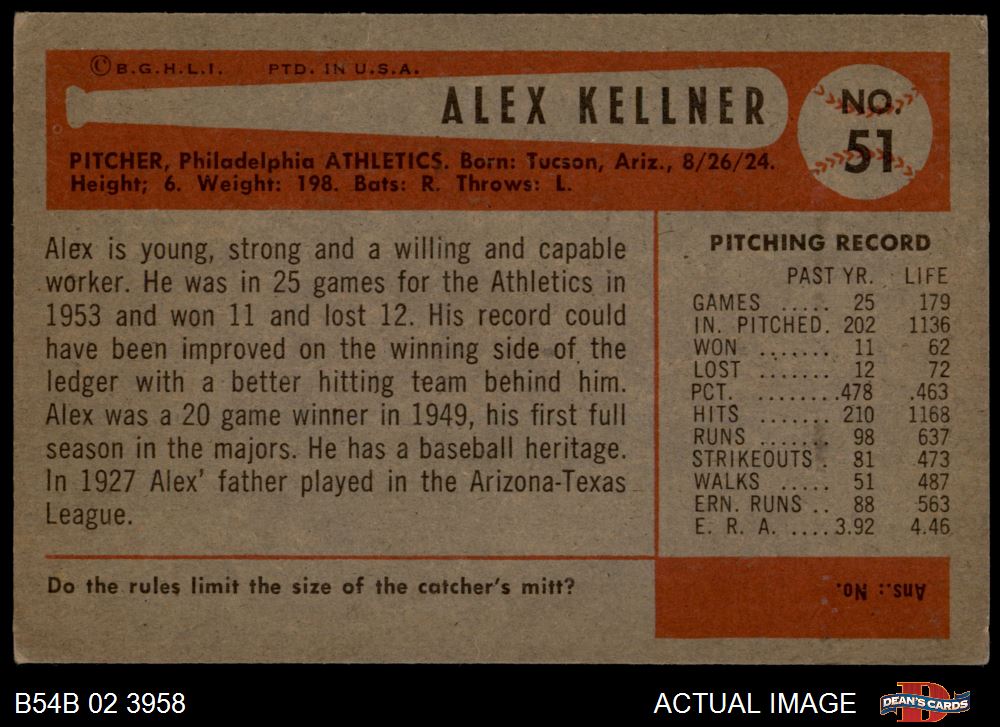 ©B.G.H.L.I. PTD. IN U.S.A.
ALEX KELLNER
NO.
51
PITCHER, Philadelphia ATHLETICS. Born: Tucson, Ariz., 8/26/24.
Height; 6. Weight: 198. Bats: R. Throws: L.
Alex is young, strong and a willing and capable
worker. He was in 25 games for the Athletics in
1953 and won 11 and lost 12. His record could
have been improved on the winning side of the
ledger with a better hitting team behind him.
Alex was a 20 game winner in 1949, his first full
season in the majors. He has a baseball heritage.
In 1927 Alex' father played in the Arizona-Texas
League.
PITCHING RECORD
PAST YR. LIFE
GAMES ..... 25 179
IN. PITCHED. 202 1136
WON ....... 11 62
LOST ....... 12 72
PCT. ........478 .463
HITS ....... 210 1168
RUNS ....... 98 637
STRIKEOUTS . 81 473
WALKS ..... 51 487
ERN. RUNS .. 88 563
E. R. A. ....3.92 4.46
Do the rules limit the size of the catcher's mitt?
Ans.: No.
B54B 02 3958
ACTUAL IMAGE
DEAN'S CARDS